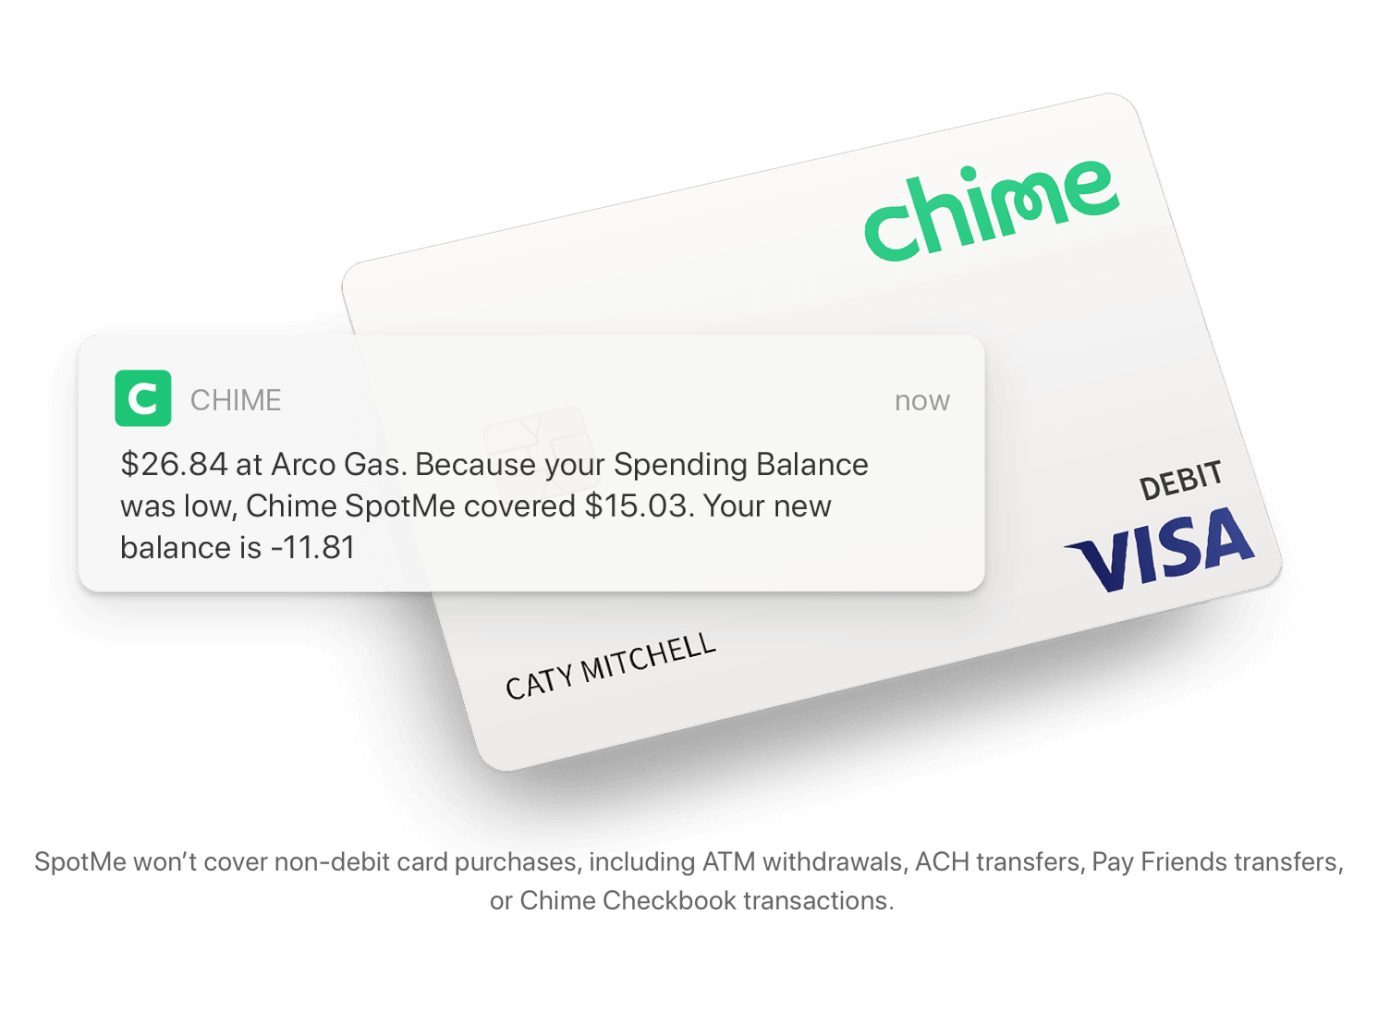 chime
C CHIME now
$26.84 at Arco Gas. Because your Spending Balance
was low, Chime SpotMe covered $15.03. Your new
balance is -11.81
DEBIT
VISA
CATY MITCHELL
SpotMe won’t cover non-debit card purchases, including ATM withdrawals, ACH transfers, Pay Friends transfers,
or Chime Checkbook transactions.